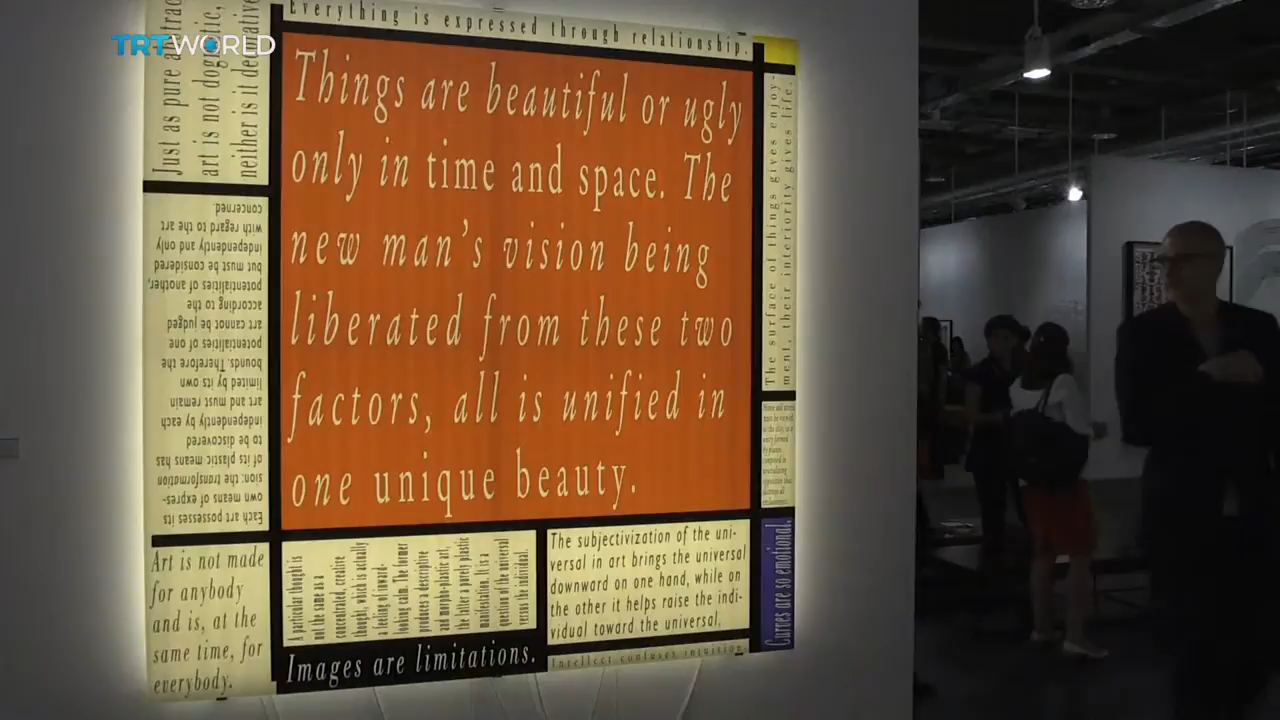 TRT WORLD
Everything is expressed through relationship.
Just as pure
art is not
neither is it
Things are beautiful or ugly
only in time and space. The
new man's vision being
liberated from these two
factors, all is unified in
one unique beauty.
The surface of things gives enjoy-
ment, their interiority gives life.
Each art possesses its
own means of expres-
sion: the transformation
of its plastic means has
to be discovered
independently by each
art and must remain
limited by its own
bounds. Therefore the
potentialities of one
art cannot be judged
according to the
potentialities of another,
but must be considered
independently and only
with regard to the art
concerned
Art is not made
for anybody
and is, at the
same time, for
everybody.
A particular thought is
not the same as a
concentrated, creative
thought, which is actually
a feeling of inward-
looking calm. The former
produces a descriptive
and morpho-plastic art,
the latter a purely plastic
manifestation. It is a
question of the universal
versus the individual.
Images are limitations.
The subjectivization of the uni-
versal in art brings the universal
downward on one hand, while on
the other it helps raise the indi-
vidual toward the universal.
Intellect confuses intuition.
Curves are so emotional.